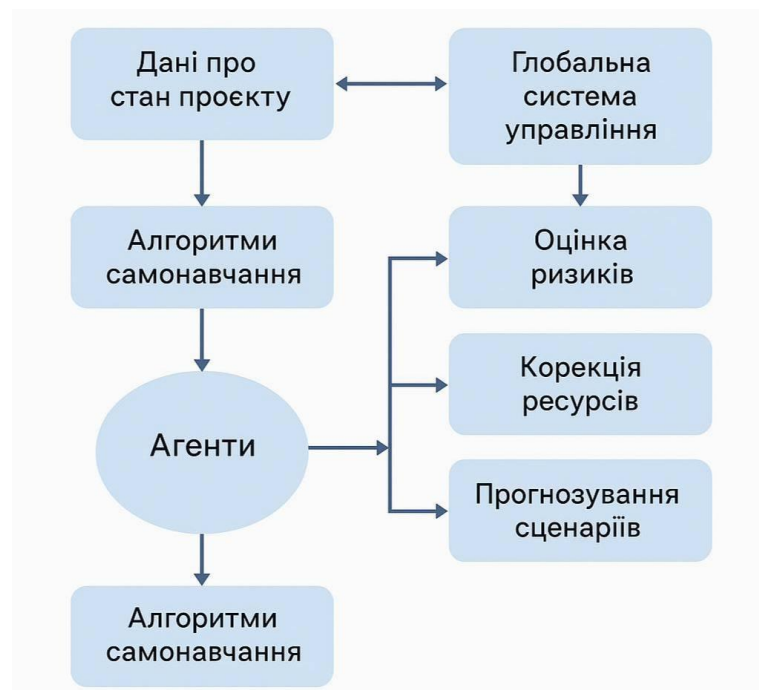 Дані про
стан проєкту
Глобальна
система
управління
Алгоритми
самонавчання
Оцінка
ризиків
Корекція
ресурсів
Агенти
Прогнозування
сценаріїв
Алгоритми
самонавчання